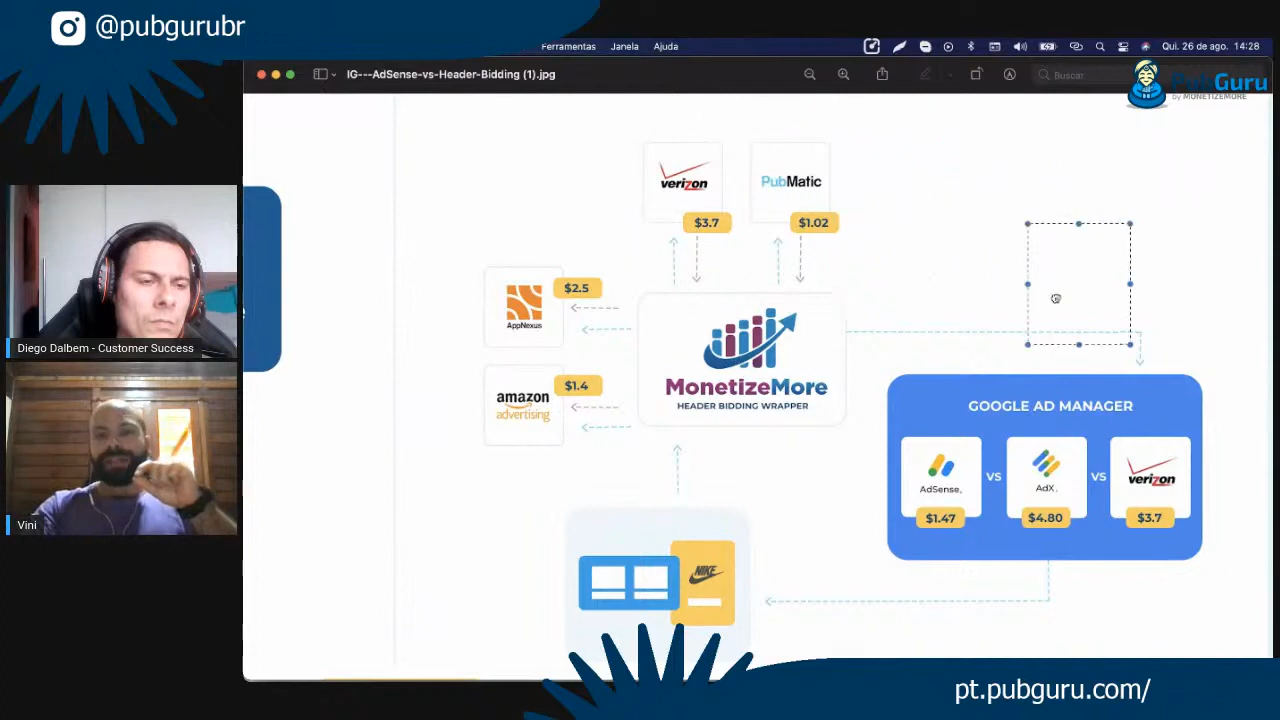 @pubgurubr
Ferramentas Janela Ajuda
Qui. 26 de ago. 14:28
IG---AdSense-vs-Header-Bidding (1).jpg
Buscar
PubGuru
by MONETIZEMORE
verizon
$3.7
PubMatic
$1.02
AppNexus
$2.5
amazon
advertising
$1.4
MonetizeMore
HEADER BIDDING WRAPPER
e
Diego Dalbem - Customer Success
Vini
GOOGLE AD MANAGER
AdSense.
VS
AdX.
VS
verizon
$1.47
$4.80
$3.7
NIKE
pt.pubguru.com/